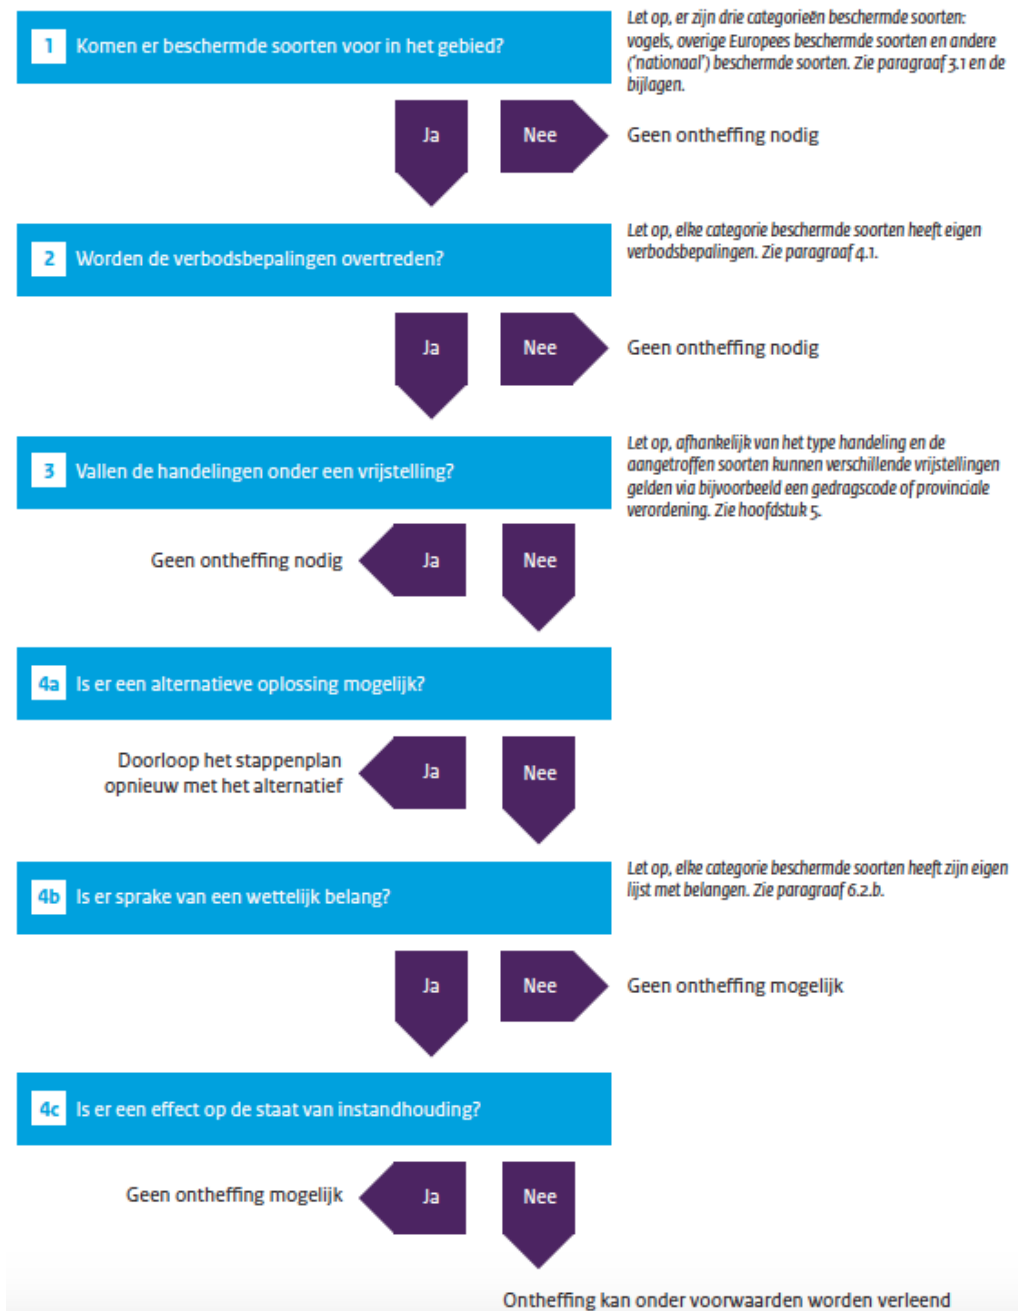 1 Komen er beschermde soorten voor in het gebied?
Let op, er zijn drie categorieën beschermde soorten:
vogels, overige Europees beschermde soorten en andere
('nationaal') beschermde soorten. Zie paragraaf 3.1 en de
bijlagen.
Ja
Nee
Geen ontheffing nodig
2 Worden de verbodsbepalingen overtreden?
Let op, elke categorie beschermde soorten heeft eigen
verbodsbepalingen. Zie paragraaf 4.1.
Ja
Nee
Geen ontheffing nodig
3 Vallen de handelingen onder een vrijstelling?
Let op, afhankelijk van het type handeling en de
aangetroffen soorten kunnen verschillende vrijstellingen
gelden via bijvoorbeeld een gedragscode of provinciale
verordening. Zie hoofdstuk 5.
Geen ontheffing nodig
Ja
Nee
4a Is er een alternatieve oplossing mogelijk?
Doorloop het stappenplan
opnieuw met het alternatief
Ja
Nee
4b Is er sprake van een wettelijk belang?
Let op, elke categorie beschermde soorten heeft zijn eigen
lijst met belangen. Zie paragraaf 6.2.b.
Ja
Nee
Geen ontheffing mogelijk
4c Is er een effect op de staat van instandhouding?
Geen ontheffing mogelijk
Ja
Nee
Ontheffing kan onder voorwaarden worden verleend